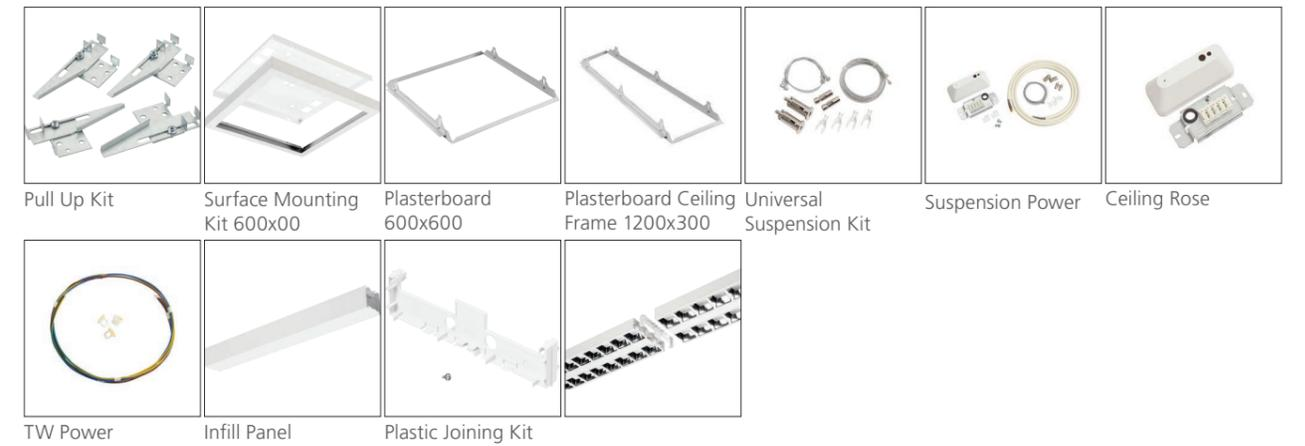 Pull Up Kit
Surface Mounting
Kit 600x00
Plasterboard
600x600
Plasterboard Ceiling
Frame 1200x300
Universal
Suspension Kit
Suspension Power
Ceiling Rose
TW Power
Infill Panel
Plastic Joining Kit